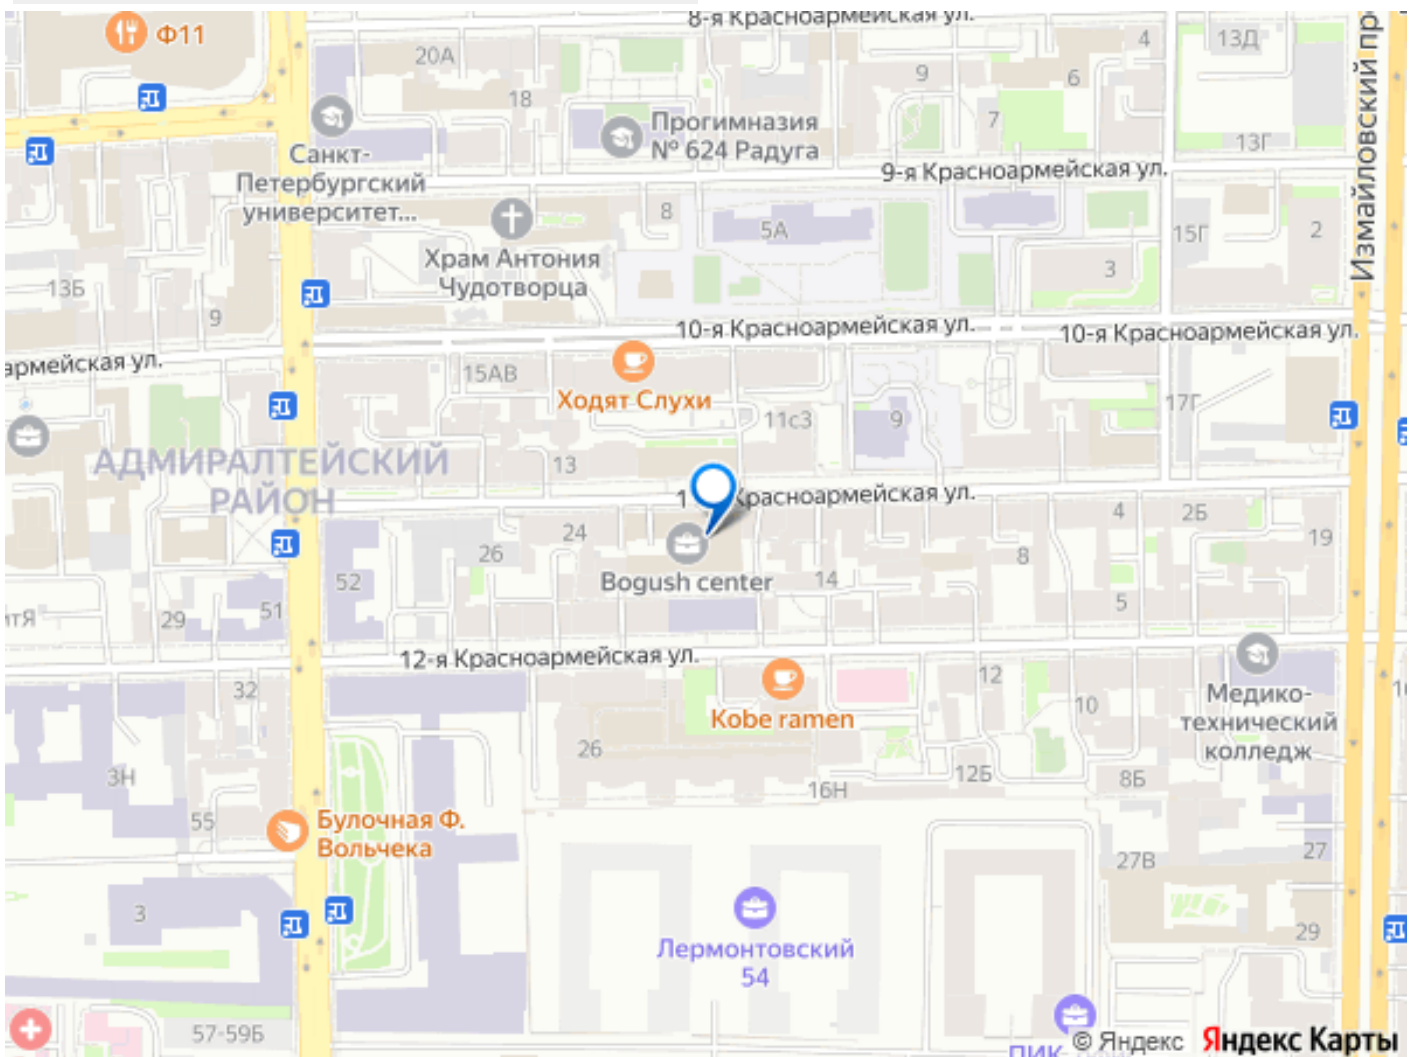 8-я Красноармейская ул.
Ф11
20А
4
13Д
9
6
18
7
Прогимназия
№ 624 Радуга
13Г
Санкт-
Петербургский
университет...
9-я Красноармейская ул.
Измайловский пр
8
5А
15Г
2
Храм Антония
Чудотворца
3
13Б
9
10-я Красноармейская ул.
10-я Красноармейская ул.
армейская ул.
15АВ
Ходят Слухи
11с3
9
17Г
АДМИРАЛТЕЙСКИЙ
РАЙОН
13
1
Красноармейская ул.
4
2Б
19
24
26
8
52
Bogush center
14
5
51
29
12-я Красноармейская ул.
32
12
10
Медико-
технический
колледж
Kobe ramen
26
3Н
12Б
8Б
16Н
55
Булочная Ф.
Вольчека
27В
27
3
Лермонтовский
54
29
57-59Б
© Яндекс
Яндекс Карты